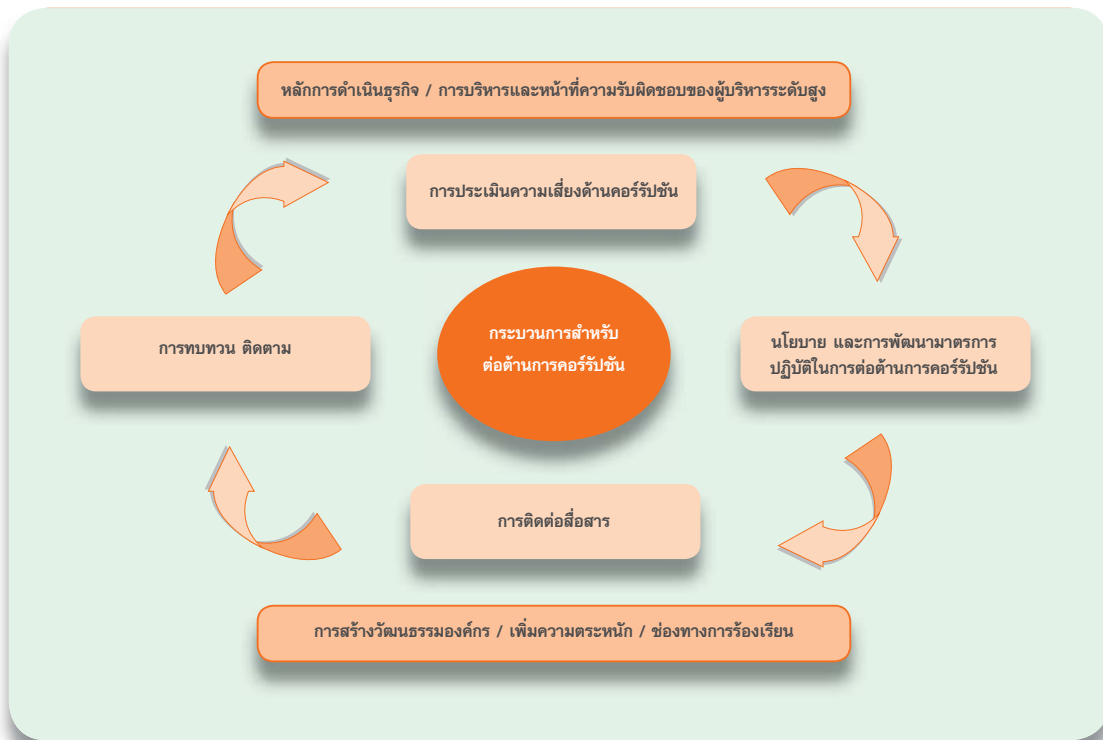 หลักการดำเนินธุรกิจ / การบริหารและหน้าที่ความรับผิดชอบของผู้บริหารระดับสูง
การประเมินความเสี่ยงด้านคอร์รัปชัน
กระบวนการสำหรับ
ต่อต้านการคอร์รัปชัน
การทบทวน ติดตาม
นโยบาย และการพัฒนามาตรการ
ปฏิบัติในการต่อต้านการคอร์รัปชัน
การติดต่อสื่อสาร
การสร้างวัฒนธรรมองค์กร / เพิ่มความตระหนัก / ช่องทางการร้องเรียน